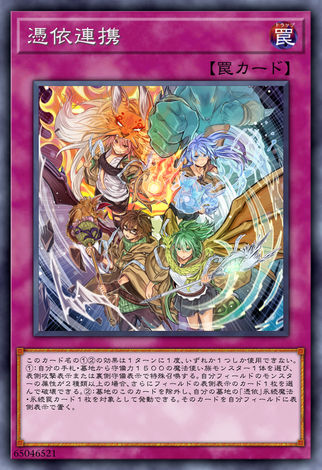 憑依連携
トラップ
罠
【罠カード】
このカード名の①②の効果は1ターンに1度、いずれか1つしか使用できない。
①:自分の手札・墓地から守備力1500の魔法使い族モンスター1体を選び、
表側攻撃表示または裏側守備表示で特殊召喚する。自分フィールドのモンスタ
ーの属性が2種類以上の場合、さらにフィールドの表側表示のカード1枚を選
んで破壊できる。②:墓地のこのカードを除外し、自分の墓地の「憑依」永続魔法
・永続罠カード1枚を対象として発動できる。そのカードを自分フィールドに表
側表示で置く。
65046521